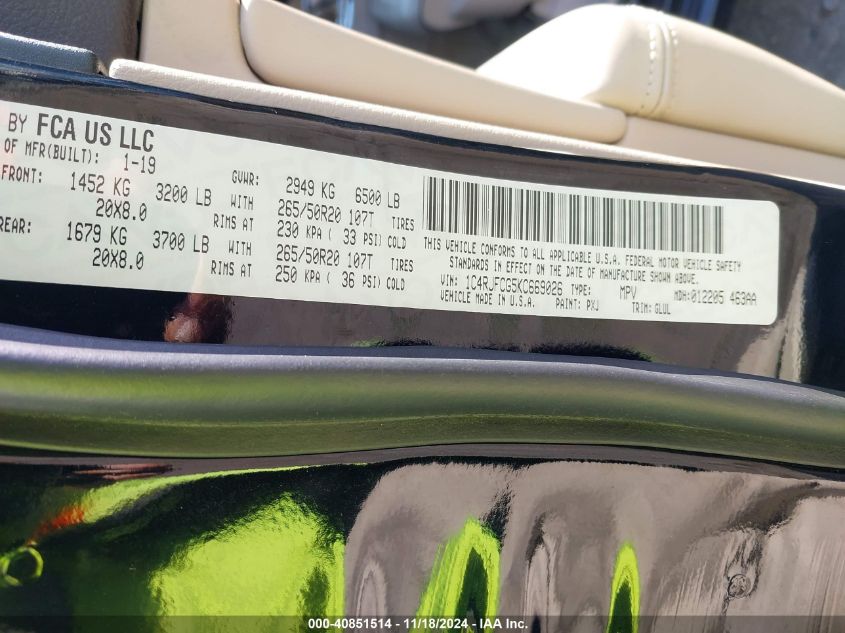 BY FCA US LLC
OF MFR(BUILT): 1-19 GVWR: 2949 KG 6500 LB
FRONT: 1452 KG 3200 LB WITH 265/50R20 107T TIRES
20X8.0 RIMS AT 230 KPA ( 33 PSI) COLD
REAR: 1679 KG 3700 LB WITH 265/50R20 107T TIRES
20X8.0 RIMS AT 250 KPA ( 36 PSI) COLD
THIS VEHICLE CONFORMS TO ALL APPLICABLE U.S.A. FEDERAL MOTOR VEHICLE SAFETY
STANDARDS IN EFFECT ON THE DATE OF MANUFACTURE SHOWN ABOVE.
VIN: 1C4RJFCG5KC669026 TYPE: MPV MDH:012205 463AA
VEHICLE MADE IN U.S.A. PAINT: PXJ TRIM: GLUL
000-40851514 - 11/18/2024 - IAA Inc.